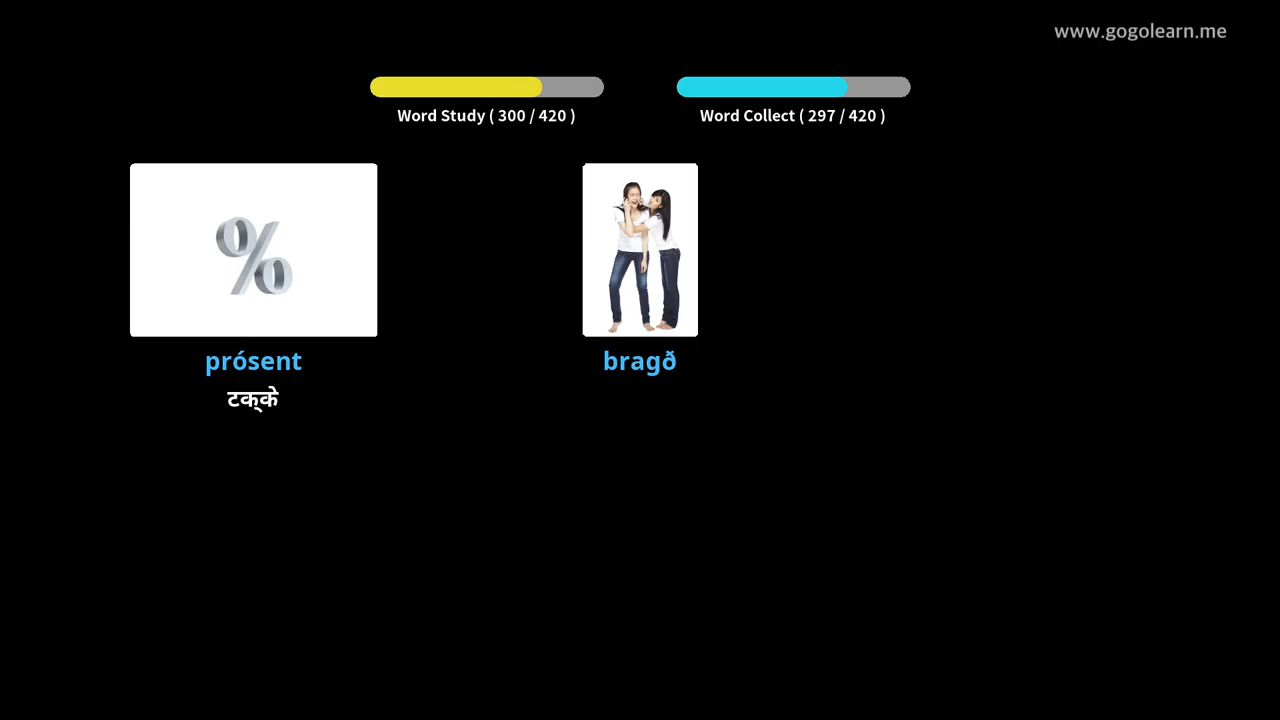 www.gogolearn.me
Word Study ( 300 / 420 )
Word Collect ( 297 / 420 )
%
prósent
bragð
टक्‌के